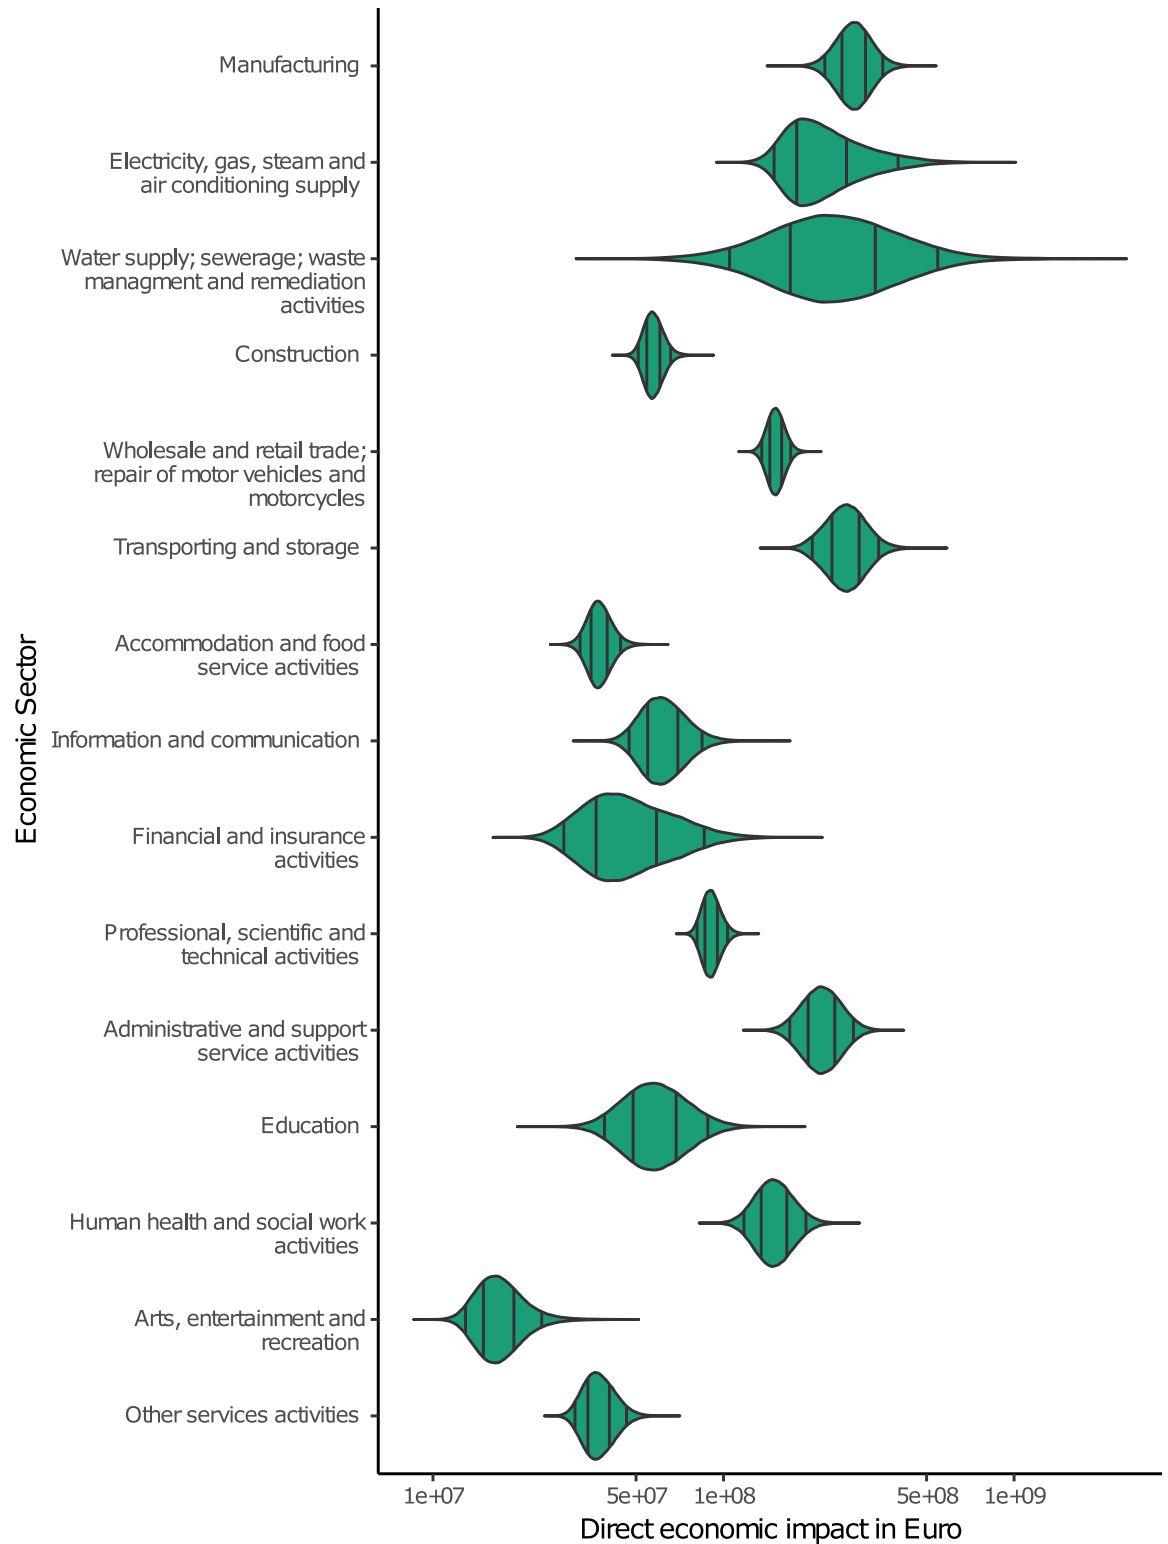 Manufacturing
Electricity, gas, steam and
air conditioning supply
Water supply; sewerage; waste
managment and remediation
activities
Construction
Wholesale and retail trade;
repair of motor vehicles and
motorcycles
Transporting and storage
Accommodation and food
service activities
Information and communication
Financial and insurance
activities
Professional, scientific and
technical activities
Administrative and support
service activities
Education
Human health and social work
activities
Arts, entertainment and
recreation
Other services activities
Economic Sector
1e+07 5e+07 1e+08 5e+08 1e+09
Direct economic impact in Euro